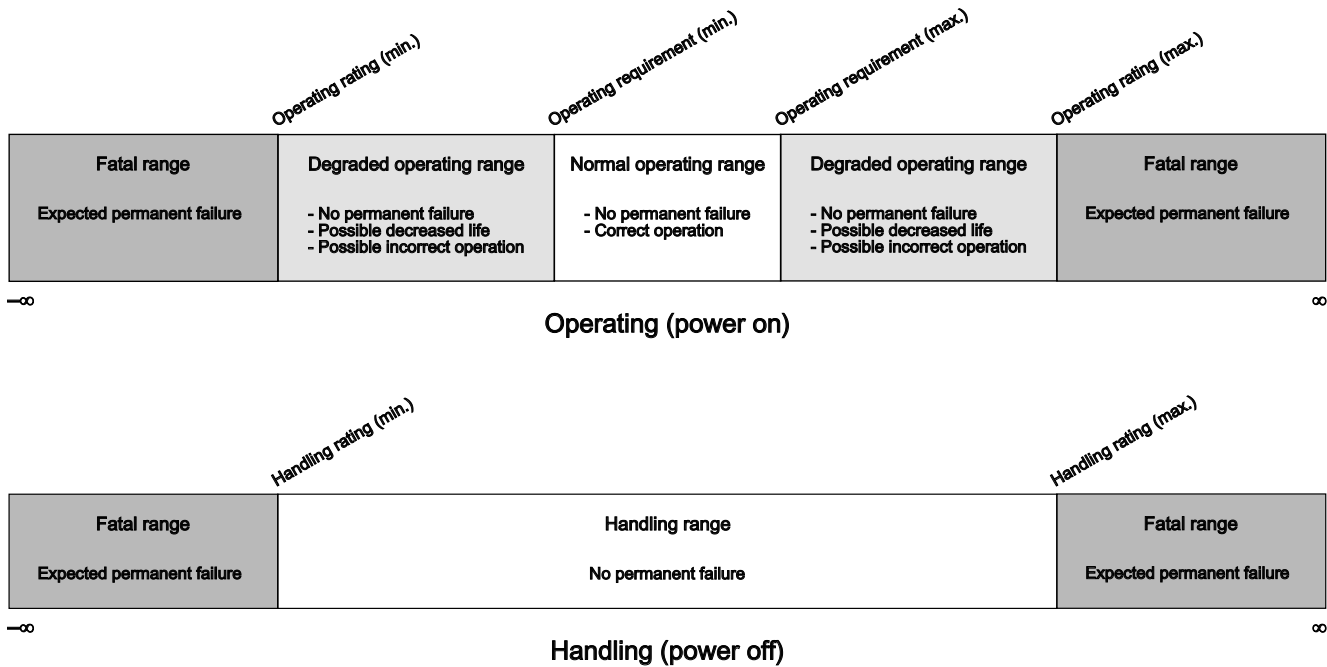 Operating rating (min.)
Operating requirement (min.)
Operating requirement (max.)
Operating rating (max.)
Fatal range
Expected permanent failure
Degraded operating range
- No permanent failure
- Possible decreased life
- Possible incorrect operation
Normal operating range
- No permanent failure
- Correct operation
Degraded operating range
- No permanent failure
- Possible decreased life
- Possible incorrect operation
Fatal range
Expected permanent failure
–∞
∞
Operating (power on)
Handling rating (min.)
Handling rating (max.)
Fatal range
Expected permanent failure
Handling range
No permanent failure
Fatal range
Expected permanent failure
–∞
∞
Handling (power off)